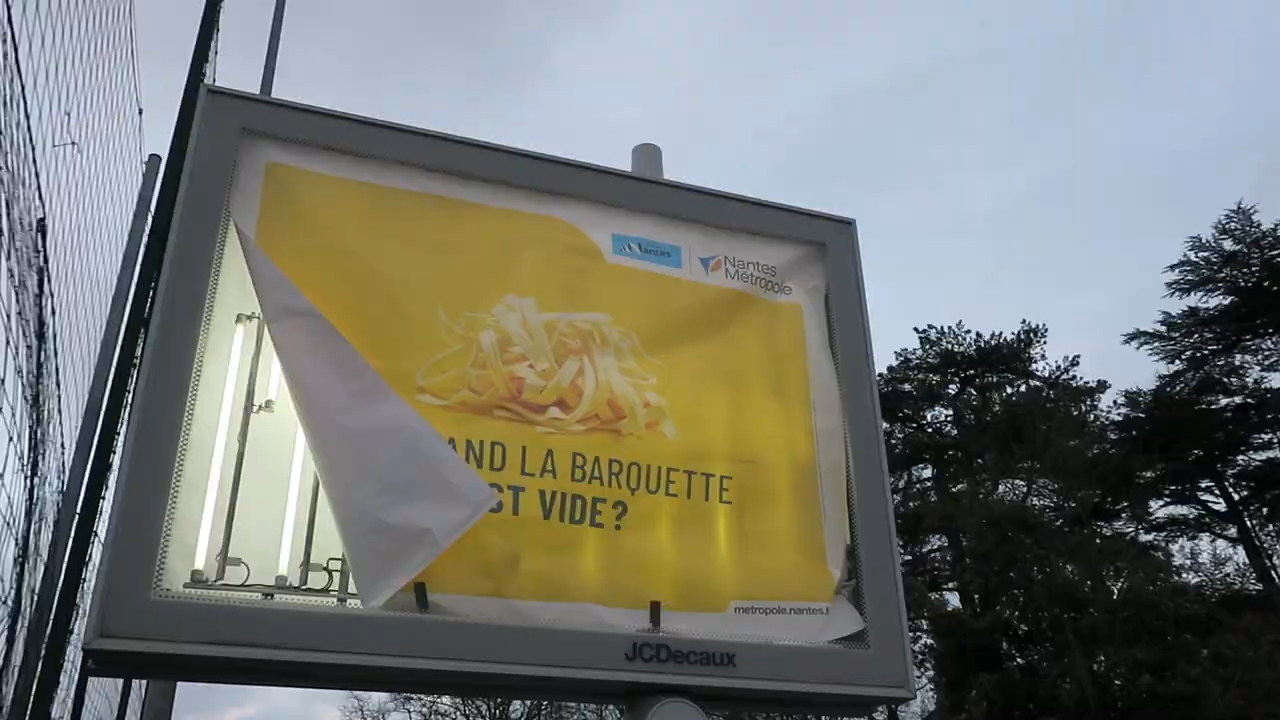 Nantes
Nantes
Métropole
AND LA BARQUETTE
ST VIDE?
metropole.nantes.f
JCDecaux